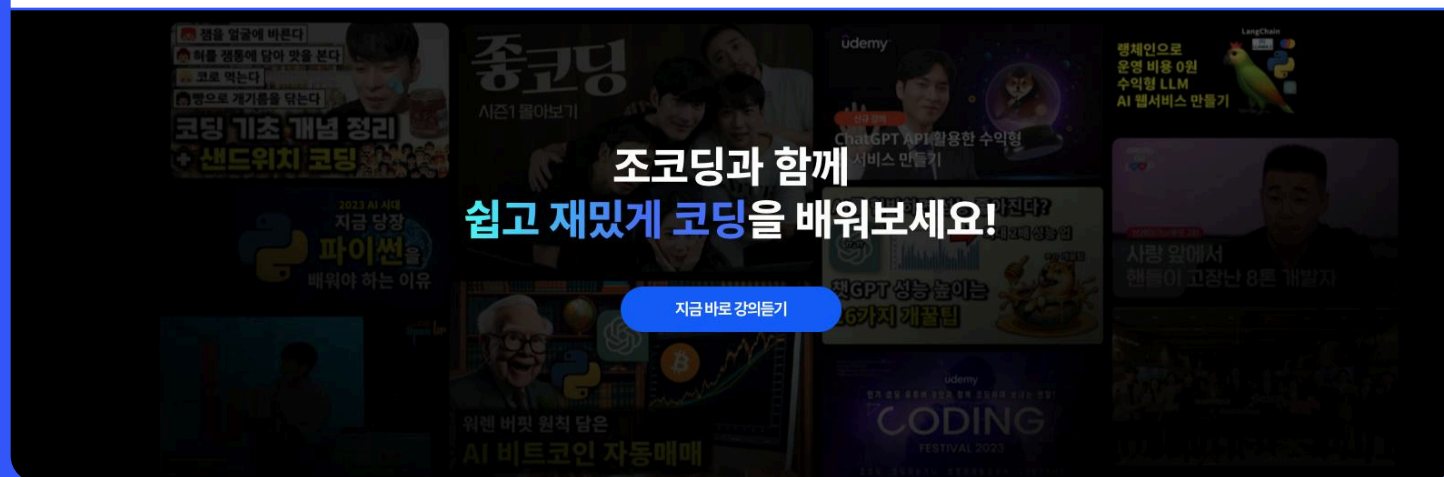 잼을 얼굴에 바른다
혀를 잼통에 담아 맛을 본다
코로 먹는다
빵으로 개기름을 닦는다
코딩 기초 개념 정리
+ 샌드위치 코딩
좋코딩
시즌1 몰아보기
udemy
신규 강의
ChatGPT API 활용한 수익형
서비스 만들기
LangChain
랭체인으로
운영 비용 0원
수익형 LLM
AI 웹서비스 만들기
조코딩과 함께
쉽고 재밌게 코딩을 배워보세요!
지금 바로 강의듣기
2023 AI 시대
지금 당장
파이썬을
배워야 하는 이유
챗GPT 성능 높이는
26가지 개꿀팁
사랑 앞에서
핸들이 고장난 8톤 개발자
워렌 버핏 원칙 담은
AI 비트코인 자동매매
udemy
CODING
FESTIVAL 2023